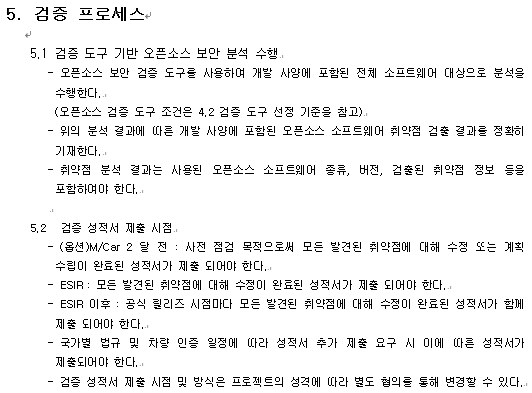 5. 검증 프로세스
5.1 검증 도구 기반 오픈소스 보안 분석 수행
- 오픈소스 보안 검증 도구를 사용하여 개발 사양에 포함된 전체 소프트웨어 대상으로 분석을
수행한다.
(오픈소스 검증 도구 조건은 4.2 검증 도구 선정 기준을 참고)
- 위의 분석 결과에 따른 개발 사양에 포함된 오픈소스 소프트웨어 취약점 검출 결과를 정확히
기재한다.
- 취약점 분석 결과는 사용된 오픈소스 소프트웨어 종류, 버전, 검출된 취약점 정보 등을
포함하여야 한다.
5.2 검증 성적서 제출 시점
- (옵션)M/Car 2 달 전 : 사전 점검 목적으로써 모든 발견된 취약점에 대해 수정 또는 계획
수립이 완료된 성적서가 제출 되어야 한다.
- ESIR : 모든 발견된 취약점에 대해 수정이 완료된 성적서가 제출 되어야 한다.
- ESIR 이후 : 공식 릴리즈 시점마다 모든 발견된 취약점에 대해 수정이 완료된 성적서가 함께
제출 되어야 한다.
- 국가별 법규 및 차량 인증 일정에 따라 성적서 추가 제출 요구 시 이에 따른 성적서가
제출되어야 한다.
- 검증 성적서 제출 시점 및 방식은 프로젝트의 성격에 따라 별도 협의를 통해 변경할 수 있다.